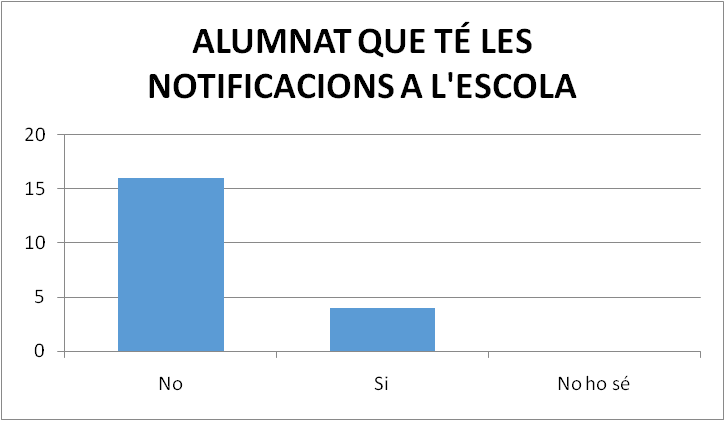 ALUMNAT QUE TÉ LES
NOTIFICACIONS A L'ESCOLA
20
15
10
5
0
No
Si
No ho sé